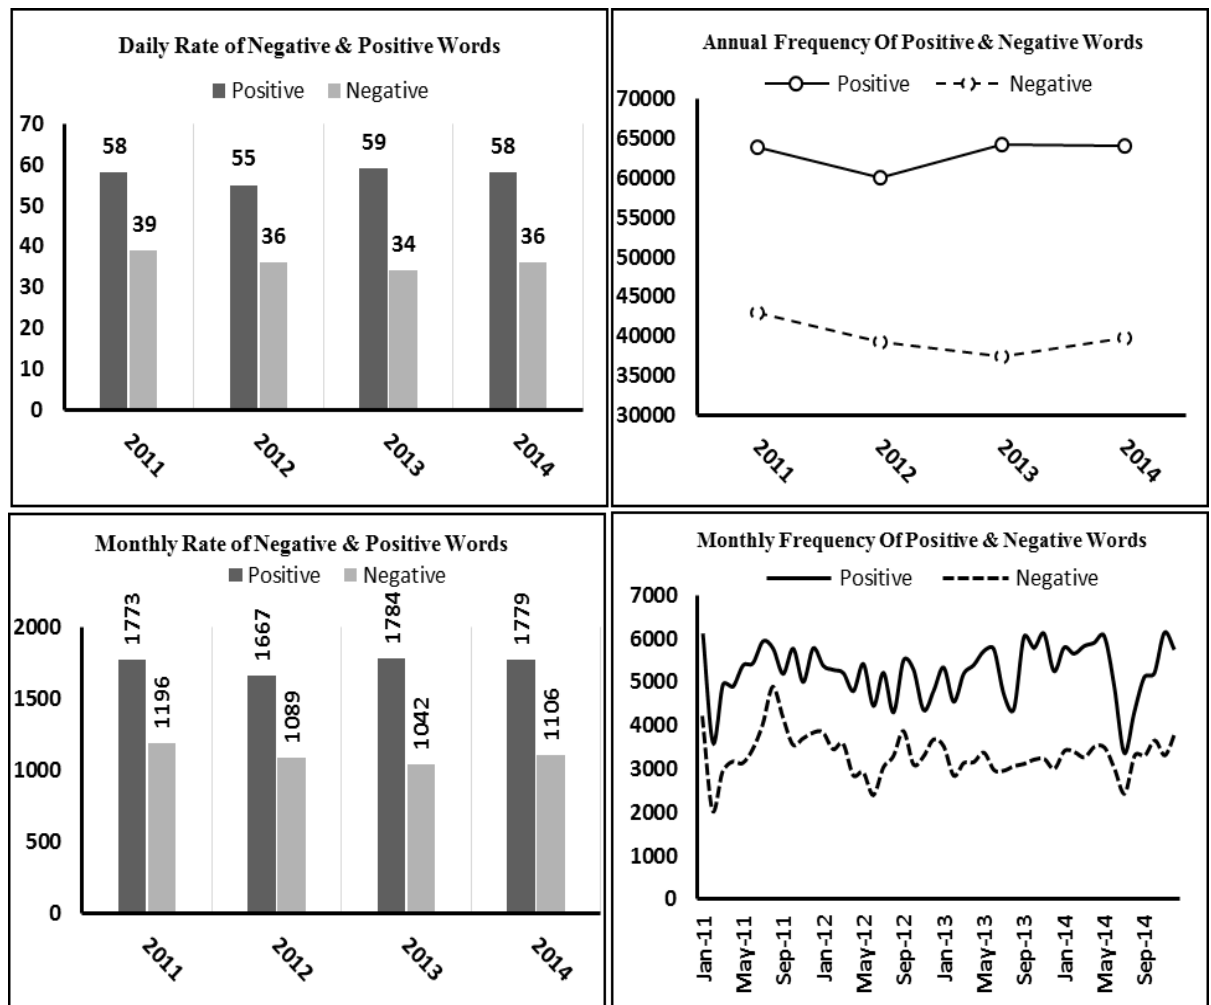 Daily Rate of Negative & Positive Words
Positive Negative
70
60
50
40
30
20
10
0
58 39 55 36 59 34 58 36
2011 2012 2013 2014
Annual Frequency Of Positive & Negative Words
Positive Negative
70000
65000
60000
55000
50000
45000
40000
35000
30000
2011 2012 2013 2014
Monthly Rate of Negative & Positive Words
Positive Negative
2000
1500
1000
500
0
1773 1196 1667 1089 1784 1042 1779 1106
2011 2012 2013 2014
Monthly Frequency Of Positive & Negative Words
Positive Negative
7000
6000
5000
4000
3000
2000
1000
0
Jan-11 May-11 Sep-11 Jan-12 May-12 Sep-12 Jan-13 May-13 Sep-13 Jan-14 May-14 Sep-14